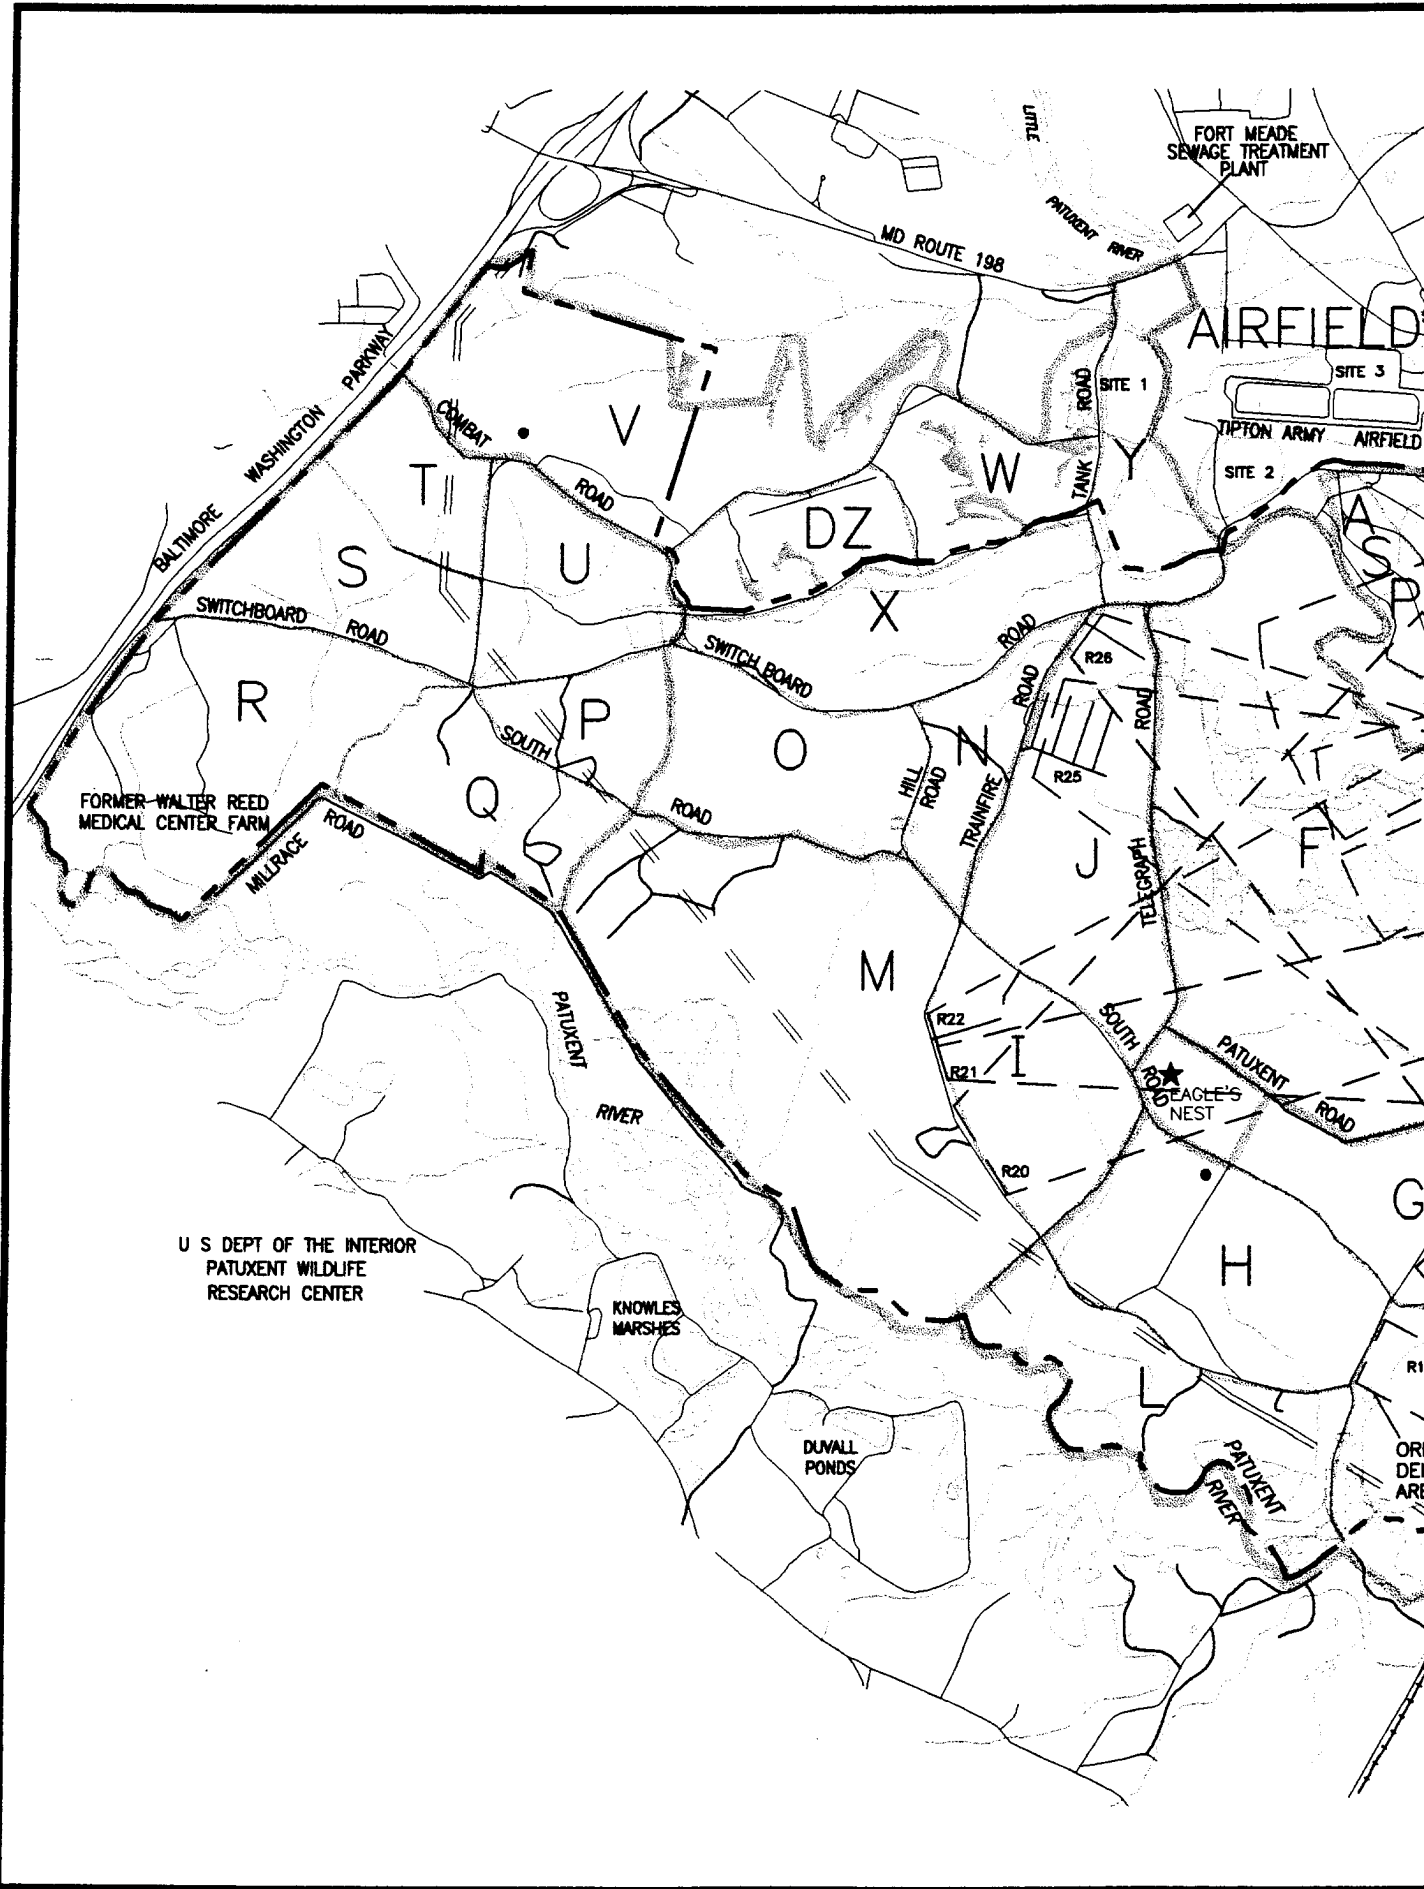 LITTLE
FORT MEADE
SEWAGE TREATMENT
PLANT
PATUXENT RIVER
MD ROUTE 198
AIRFIELD
SITE 3
SITE 1
TANK ROAD
TIPTON ARMY AIRFIELD
SITE 2
BALTIMORE WASHINGTON PARKWAY
COMBAT ROAD
V
T
W
Y
A
S
P
DZ
U
S
X
SWITCHBOARD ROAD
SWITCH BOARD ROAD
R26
ROAD
ROAD
R
P
O
N
SOUTH ROAD
R25
HILL
ROAD
TRAINFIRE
TELEGRAPH
FORMER WALTER REED
MEDICAL CENTER FARM
MILLRACE ROAD
Q
J
F
M
PATUXENT
RIVER
R22
R21
I
SOUTH
ROAD
PATUXENT
ROAD
EAGLE'S
NEST
R20
G
H
U S DEPT OF THE INTERIOR
PATUXENT WILDLIFE
RESEARCH CENTER
KNOWLES
MARSHES
L
DUVALL
PONDS
PATUXENT
RIVER